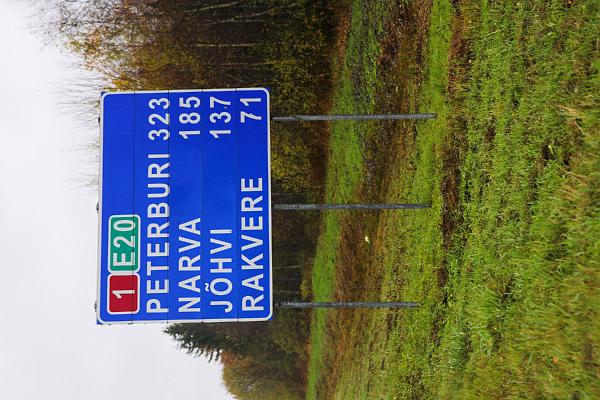 1 E20
PETERBURI 323
NARVA 185
JÕHVI 137
RAKVERE 71